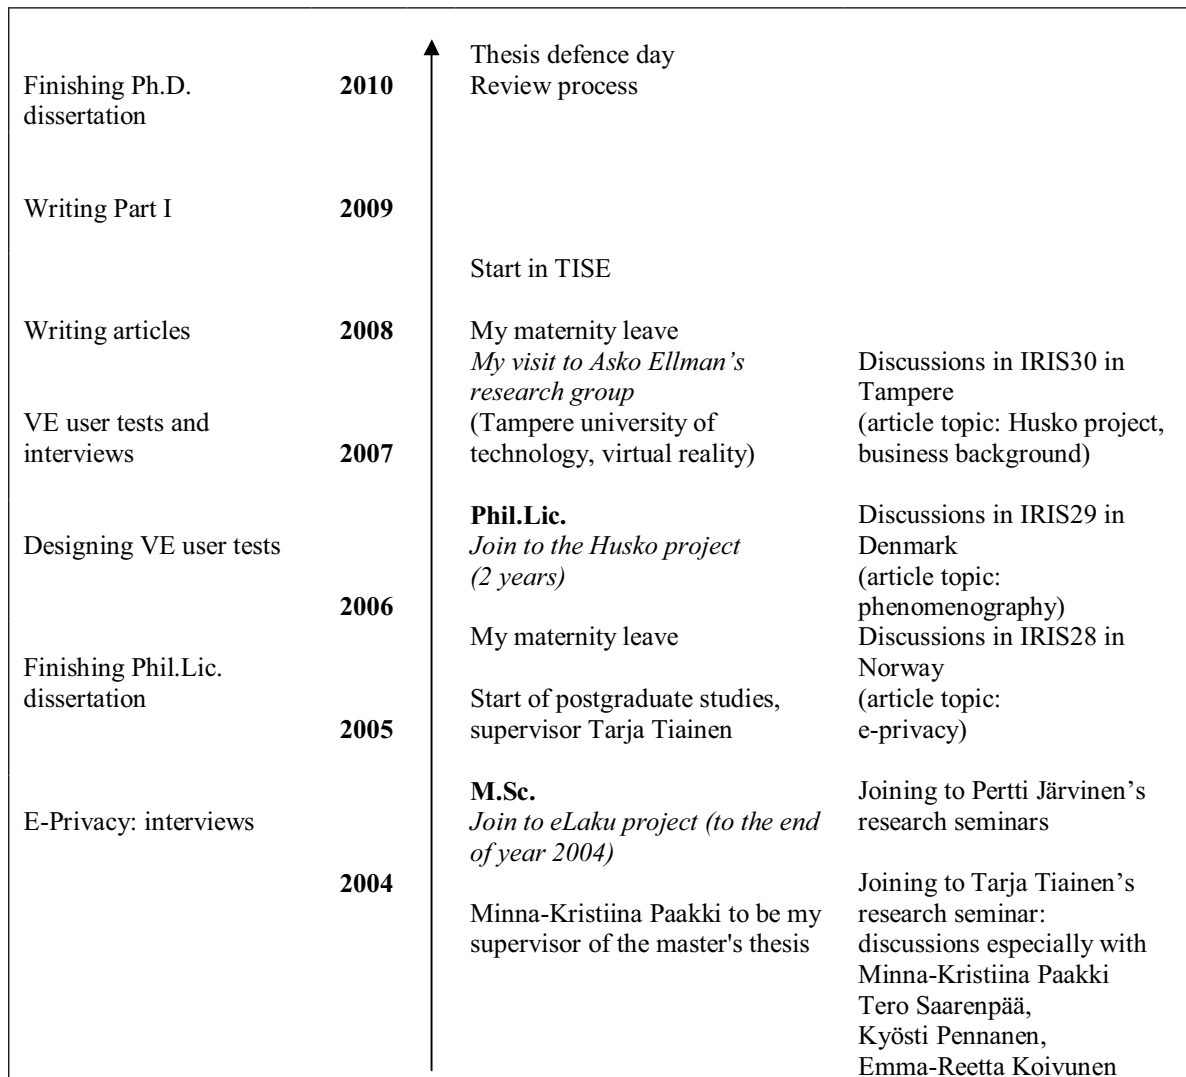 Thesis defence day
Finishing Ph.D. 2010 Review process
dissertation
Writing Part I 2009
Start in TISE
Writing articles 2008 My maternity leave
My visit to Asko Ellman’s Discussions in IRIS30 in
research group Tampere
VE user tests and (Tampere university of (article topic: Husko project,
interviews 2007 technology, virtual reality) business background)
Phil.Lic. Discussions in IRIS29 in
Designing VE user tests Join to the Husko project Denmark
(2 years) (article topic:
2006 phenomenography)
My maternity leave Discussions in IRIS28 in
Finishing Phil.Lic. Norway
dissertation Start of postgraduate studies, (article topic:
2005 supervisor Tarja Tiainen e-privacy)
M.Sc. Joining to Pertti Järvinen’s
E-Privacy: interviews Join to eLaku project (to the end research seminars
of year 2004)
2004 Joining to Tarja Tiainen’s
Minna-Kristiina Paakki to be my research seminar:
supervisor of the master's thesis discussions especially with
Minna-Kristiina Paakki
Tero Saarenpää,
Kyösti Pennanen,
Emma-Reetta Koivunen